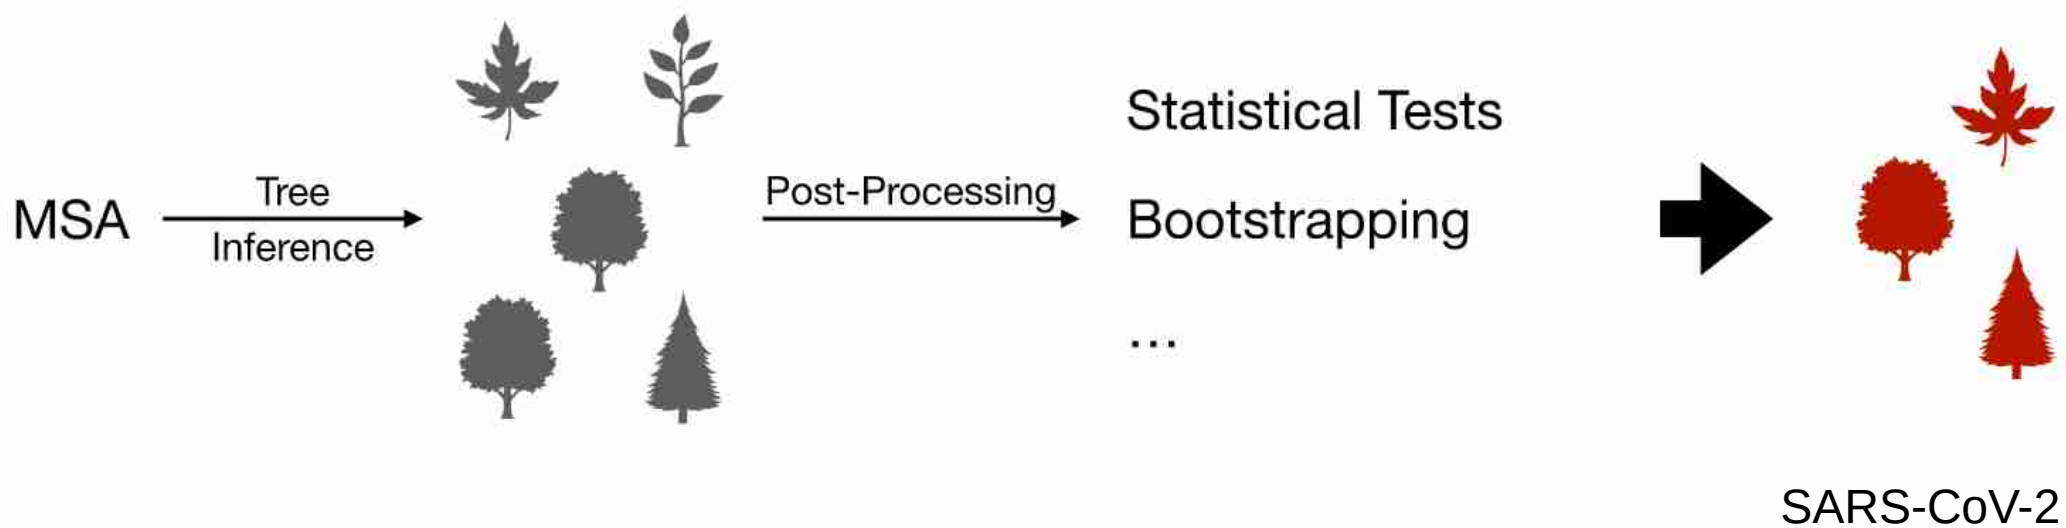 MSA
Tree
Inference
Post-Processing
Statistical Tests
Bootstrapping
...
SARS-CoV-2